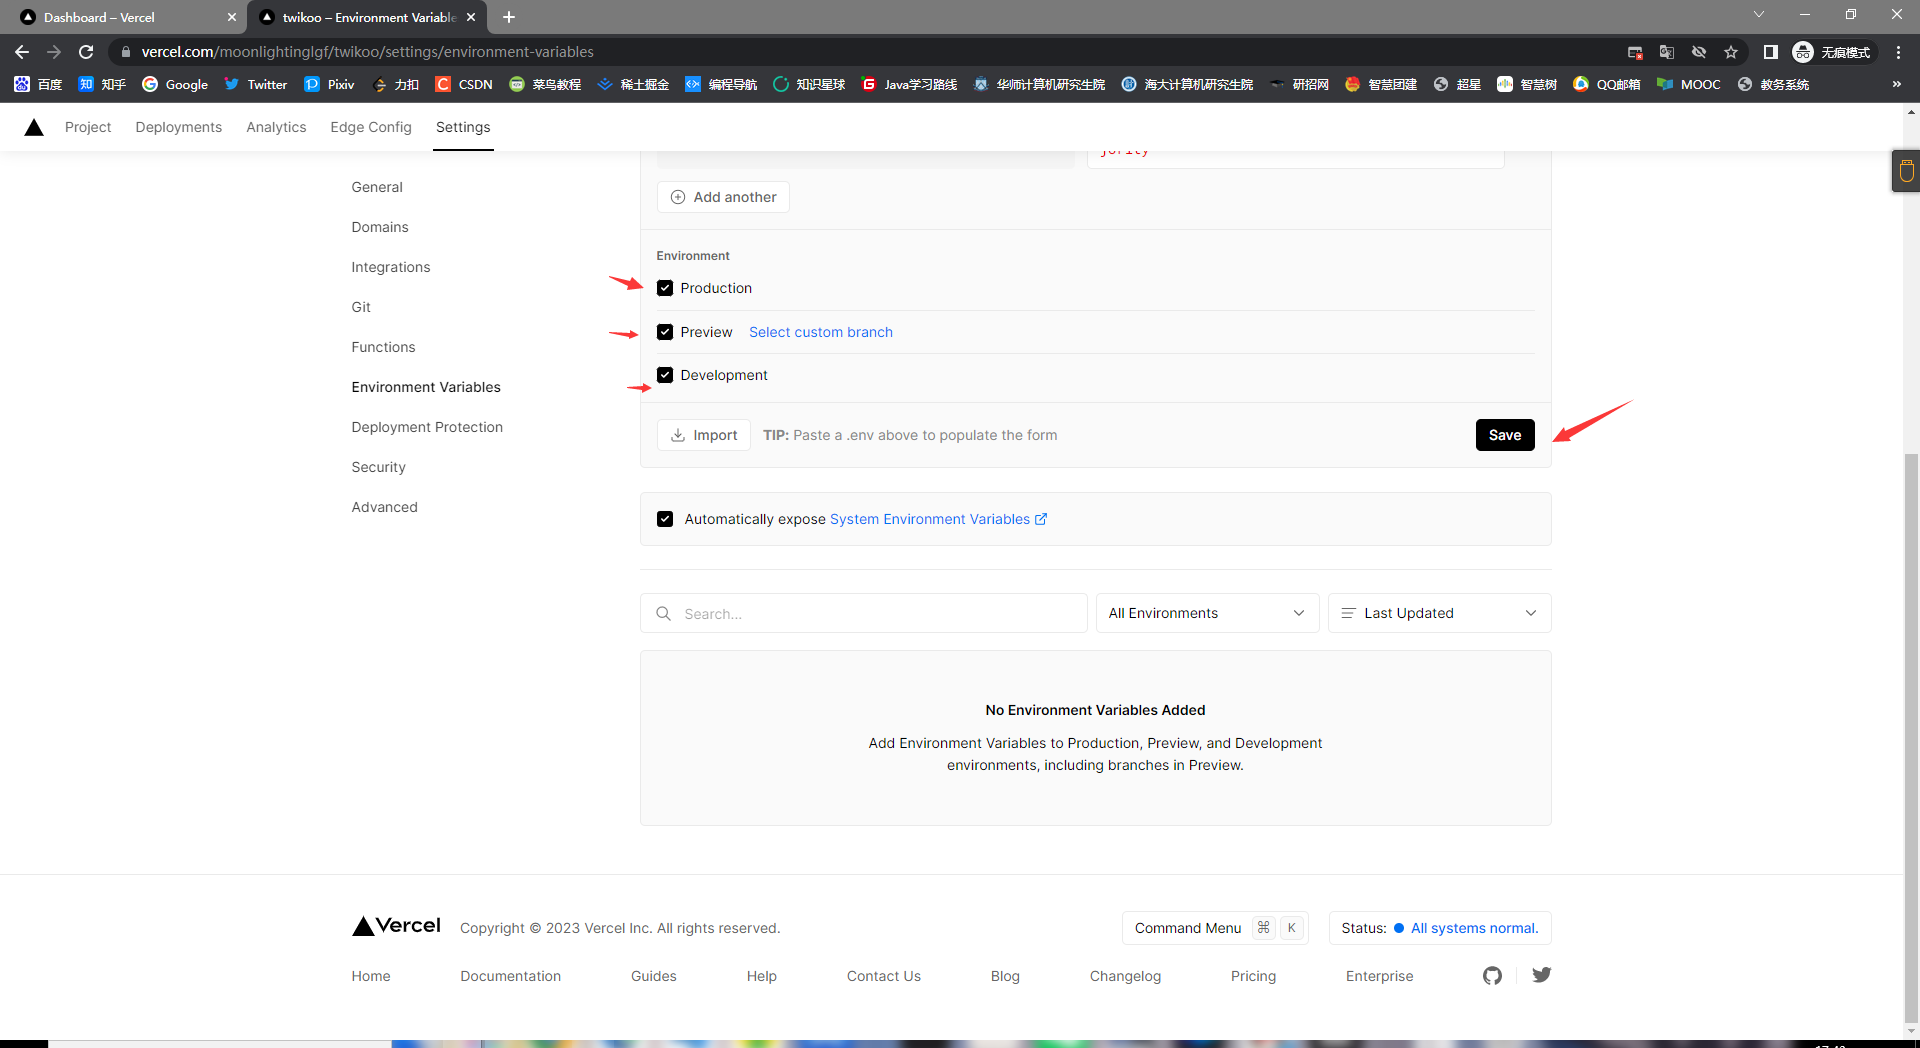 Dashboard – Vercel
twikoo – Environment Variable
vercel.com/moonlightinglgf/twikoo/settings/environment-variables
无痕模式
百度 知乎 Google Twitter Pixiv 力扣 CSDN 菜鸟教程 稀土掘金 编程导航 知识星球 Java学习路线 华师计算机研究生院 海大计算机研究生院 研招网 智慧团建 超星 智慧树 QQ邮箱 MOOC 教务系统 »
Project Deployments Analytics Edge Config Settings
jority
General
Domains
Integrations
Git
Functions
Environment Variables
Deployment Protection
Security
Advanced
Add another
Environment
Production
Preview Select custom branch
Development
Import TIP: Paste a .env above to populate the form Save
Automatically expose System Environment Variables
Search... All Environments Last Updated
No Environment Variables Added
Add Environment Variables to Production, Preview, and Development
environments, including branches in Preview.
Vercel Copyright © 2023 Vercel Inc. All rights reserved. Command Menu ⌘ K Status: All systems normal.
Home Documentation Guides Help Contact Us Blog Changelog Pricing Enterprise